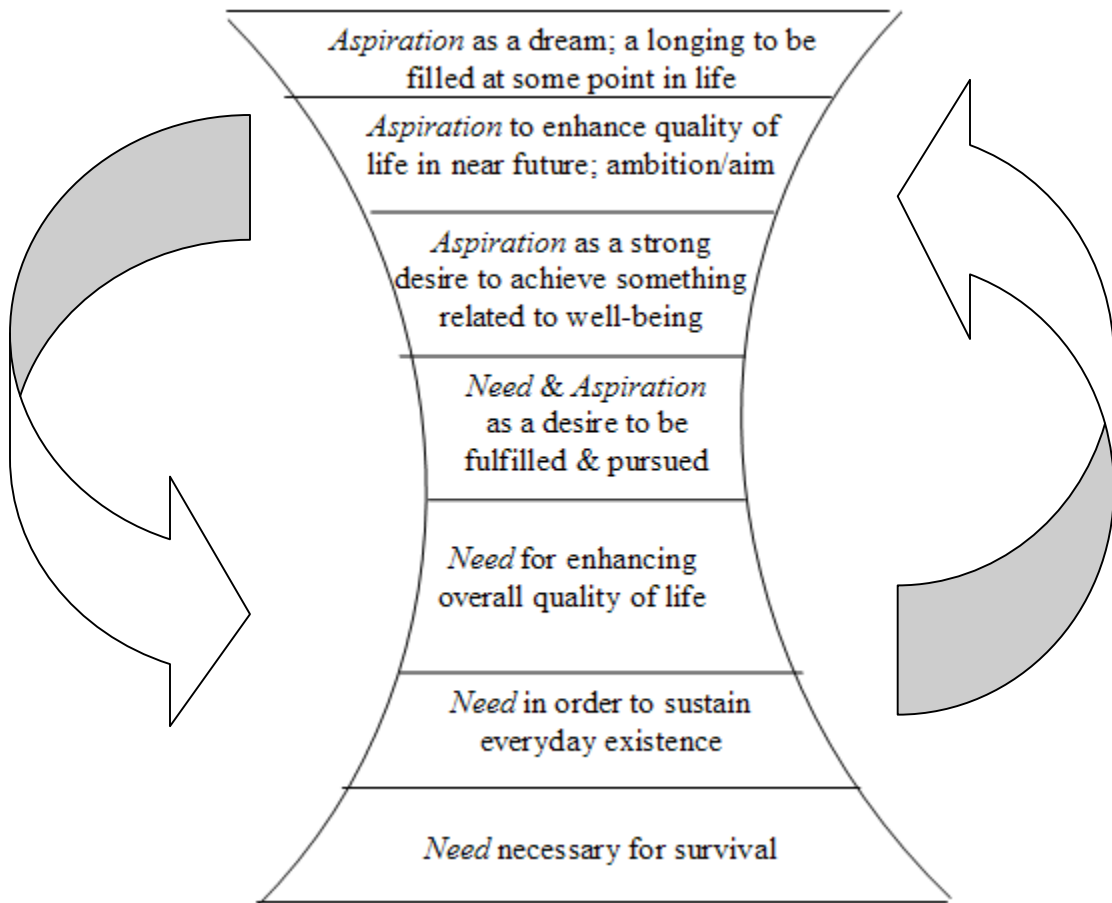 Aspiration as a dream; a longing to be
filled at some point in life
Aspiration to enhance quality of
life in near future; ambition/aim
Aspiration as a strong
desire to achieve something
related to well-being
Need & Aspiration
as a desire to be
fulfilled & pursued
Need for enhancing
overall quality of life
Need in order to sustain
everyday existence
Need necessary for survival